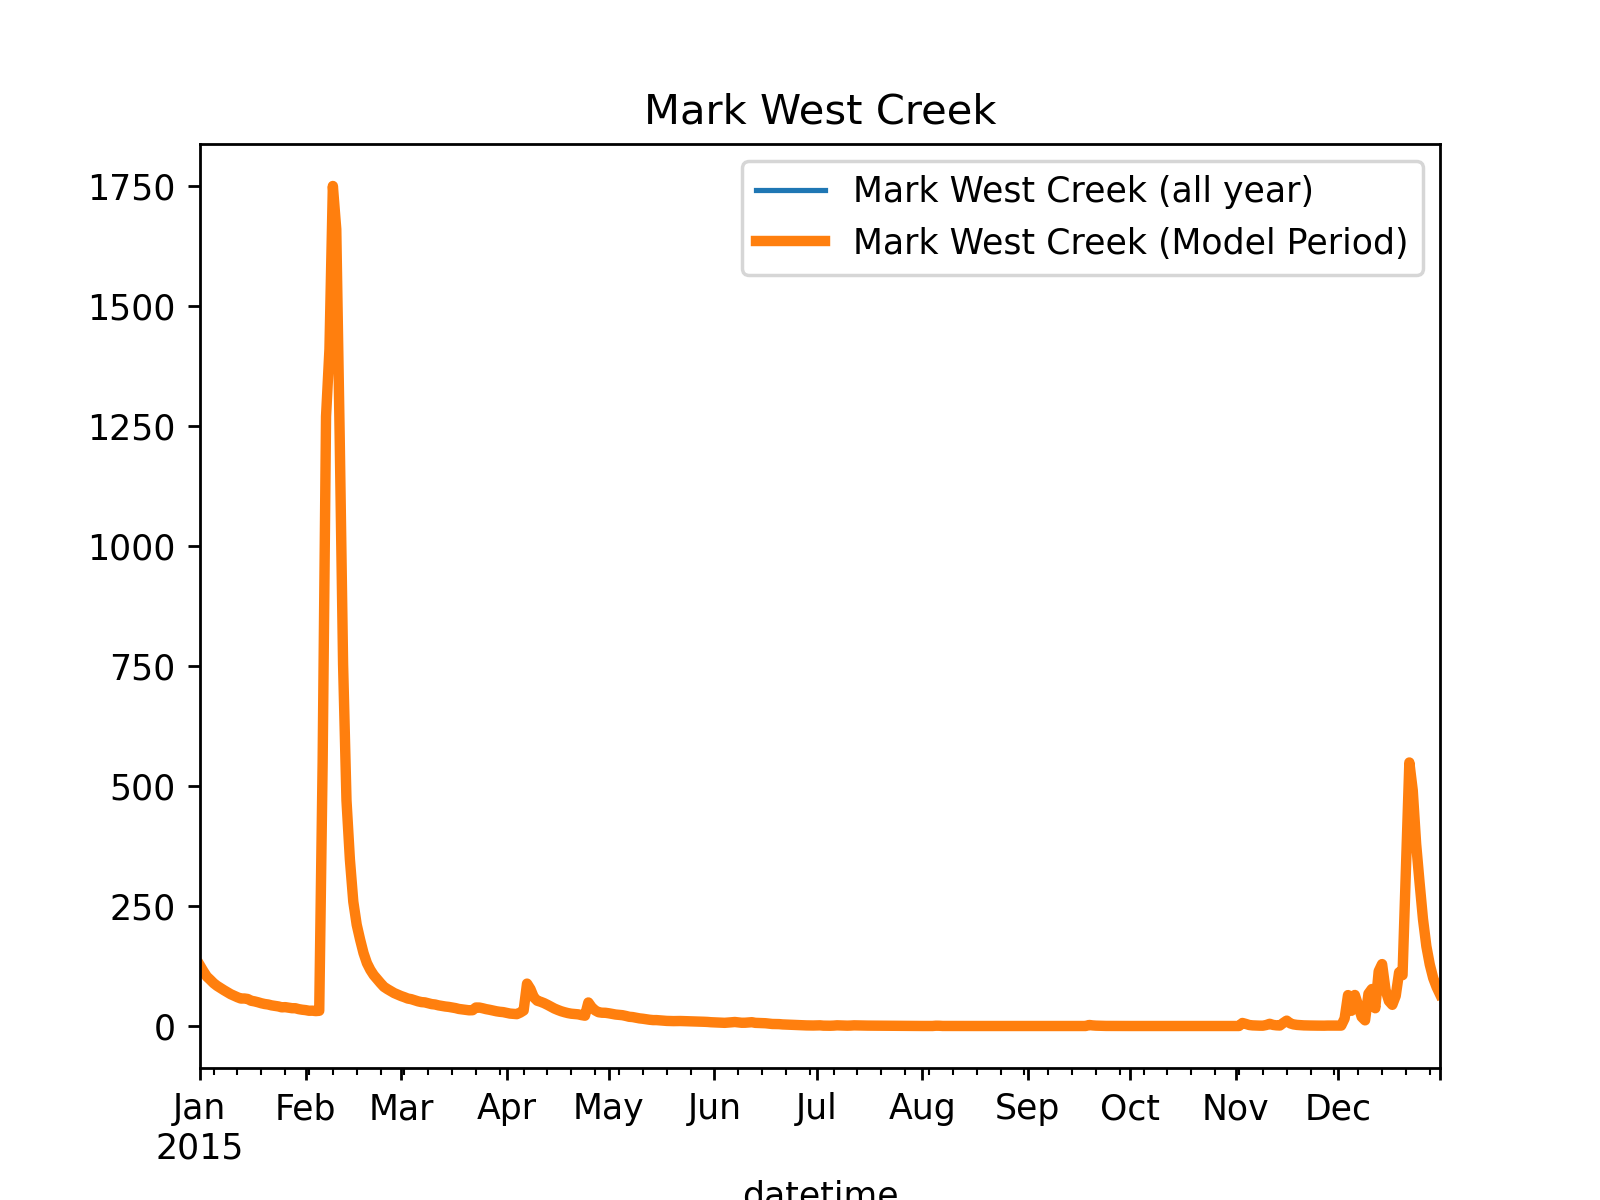 Mark West Creek
Mark West Creek (all year)
Mark West Creek (Model Period)
1750
1500
1250
1000
750
500
250
0
Jan Feb Mar Apr May Jun Jul Aug Sep Oct Nov Dec
2015
datetime